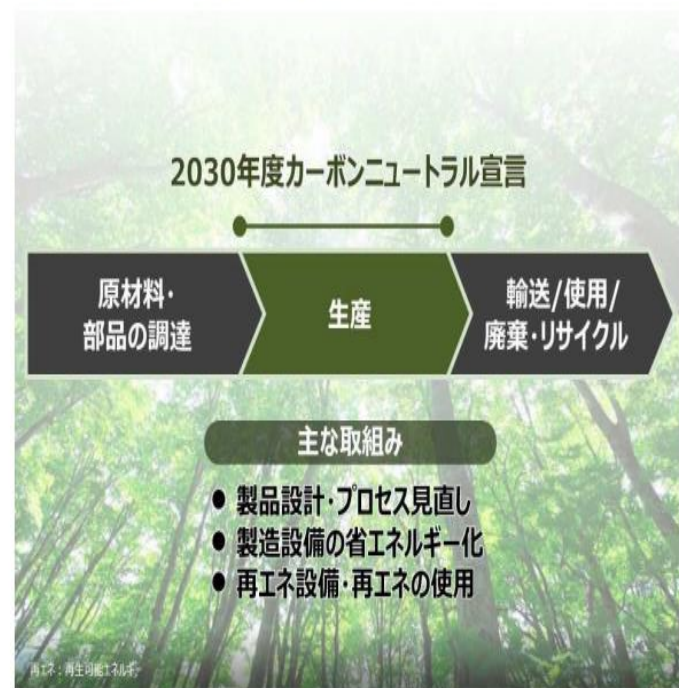 2030年度カーボンニュートラル宣言
原材料・
部品の調達
生産
輸送/使用/
廃棄・リサイクル
主な取組み
● 製品設計・プロセス見直し
● 製造設備の省エネルギー化
● 再エネ設備・再エネの使用
再エネ：再生可能エネルギー